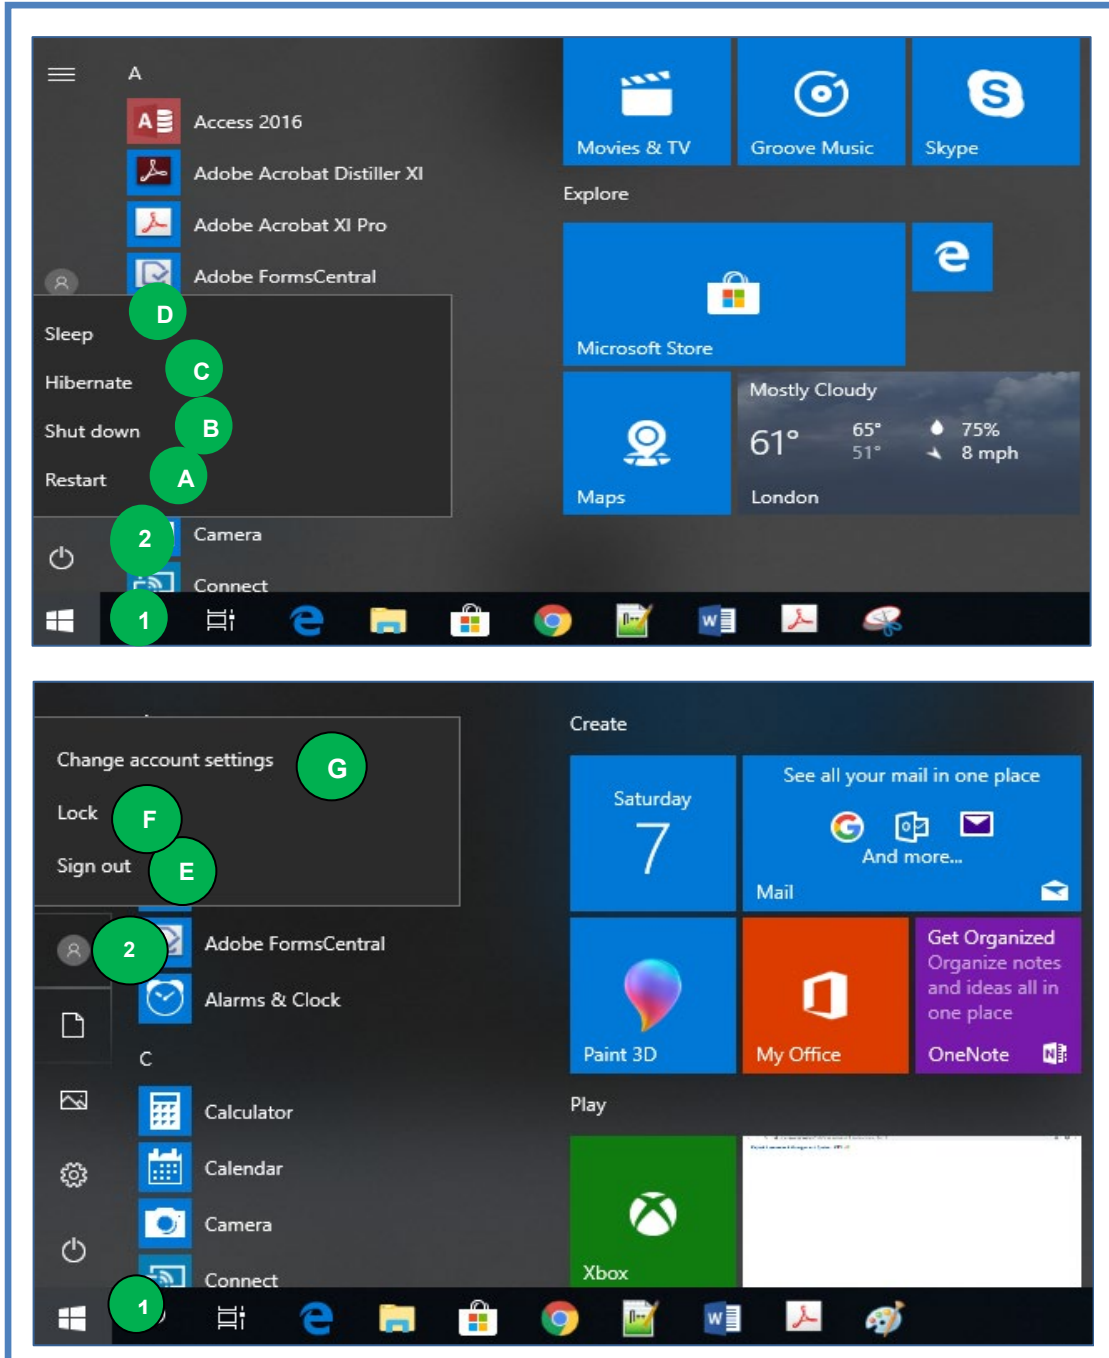 A
Access 2016
Adobe Acrobat Distiller XI
Adobe Acrobat XI Pro
Adobe FormsCentral
D
Sleep
C
Hibernate
B
Shut down
A
Restart
2
Camera
Connect
1
Movies & TV
Groove Music
Skype
Explore
Microsoft Store
Maps
Mostly Cloudy
61° 65° 75%
51° 8 mph
London
Change account settings
G
Lock
F
Sign out
E
2
Adobe FormsCentral
Alarms & Clock
C
Calculator
Calendar
Camera
Connect
1
Create
Saturday
7
See all your mail in one place
And more...
Mail
Paint 3D
My Office
Get Organized
Organize notes
and ideas all in
one place
OneNote
Play
Xbox